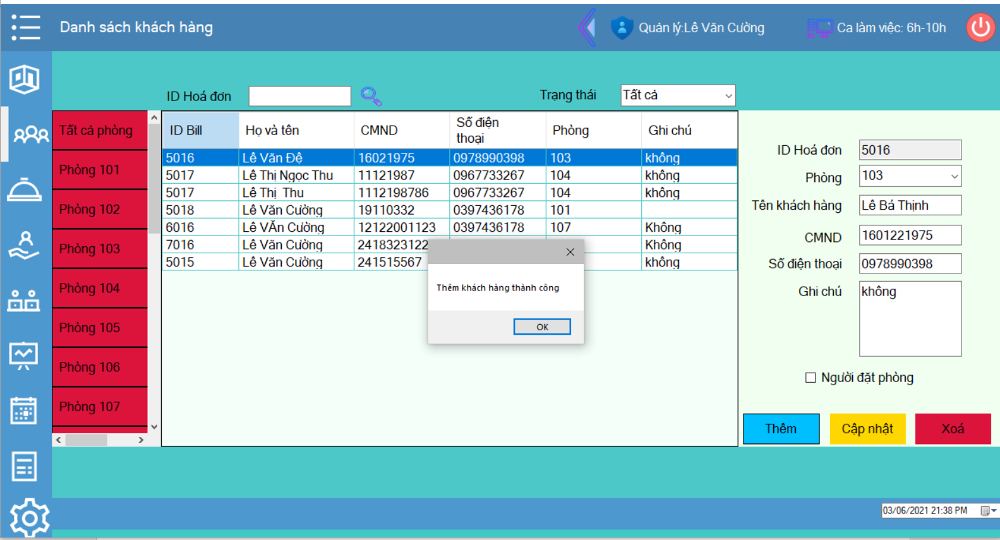 Danh sách khách hàng
Quản lý:Lê Văn Cường
Ca làm việc: 6h-10h
ID Hoá đơn
Trạng thái
Tất cả
Tất cả phòng
Phòng 101
Phòng 102
Phòng 103
Phòng 104
Phòng 105
Phòng 106
Phòng 107
ID Bill Họ và tên CMND Số điện thoại Phòng Ghi chú
5016 Lê Văn Đệ 16021975 0978990398 103 không
5017 Lê Thị Ngọc Thu 11121987 0967733267 104 không
5017 Lê Thị  Thu 1112198786 0967733267 104 không
5018 Lê Văn Cường 19110332 0397436178 101
6016 Lê VĂn Cường 12122001123 0397436178 107 Không
7016 Lê Văn Cường 2418323122 Không
5015 Lê Văn Cường 241515567 không
Thêm khách hàng thành công
OK
ID Hoá đơn 5016
Phòng 103
Tên khách hàng Lê Bá Thịnh
CMND 1601221975
Số điện thoại 0978990398
Ghi chú không
Người đặt phòng
Thêm Cập nhật Xoá
03/06/2021 21:38 PM